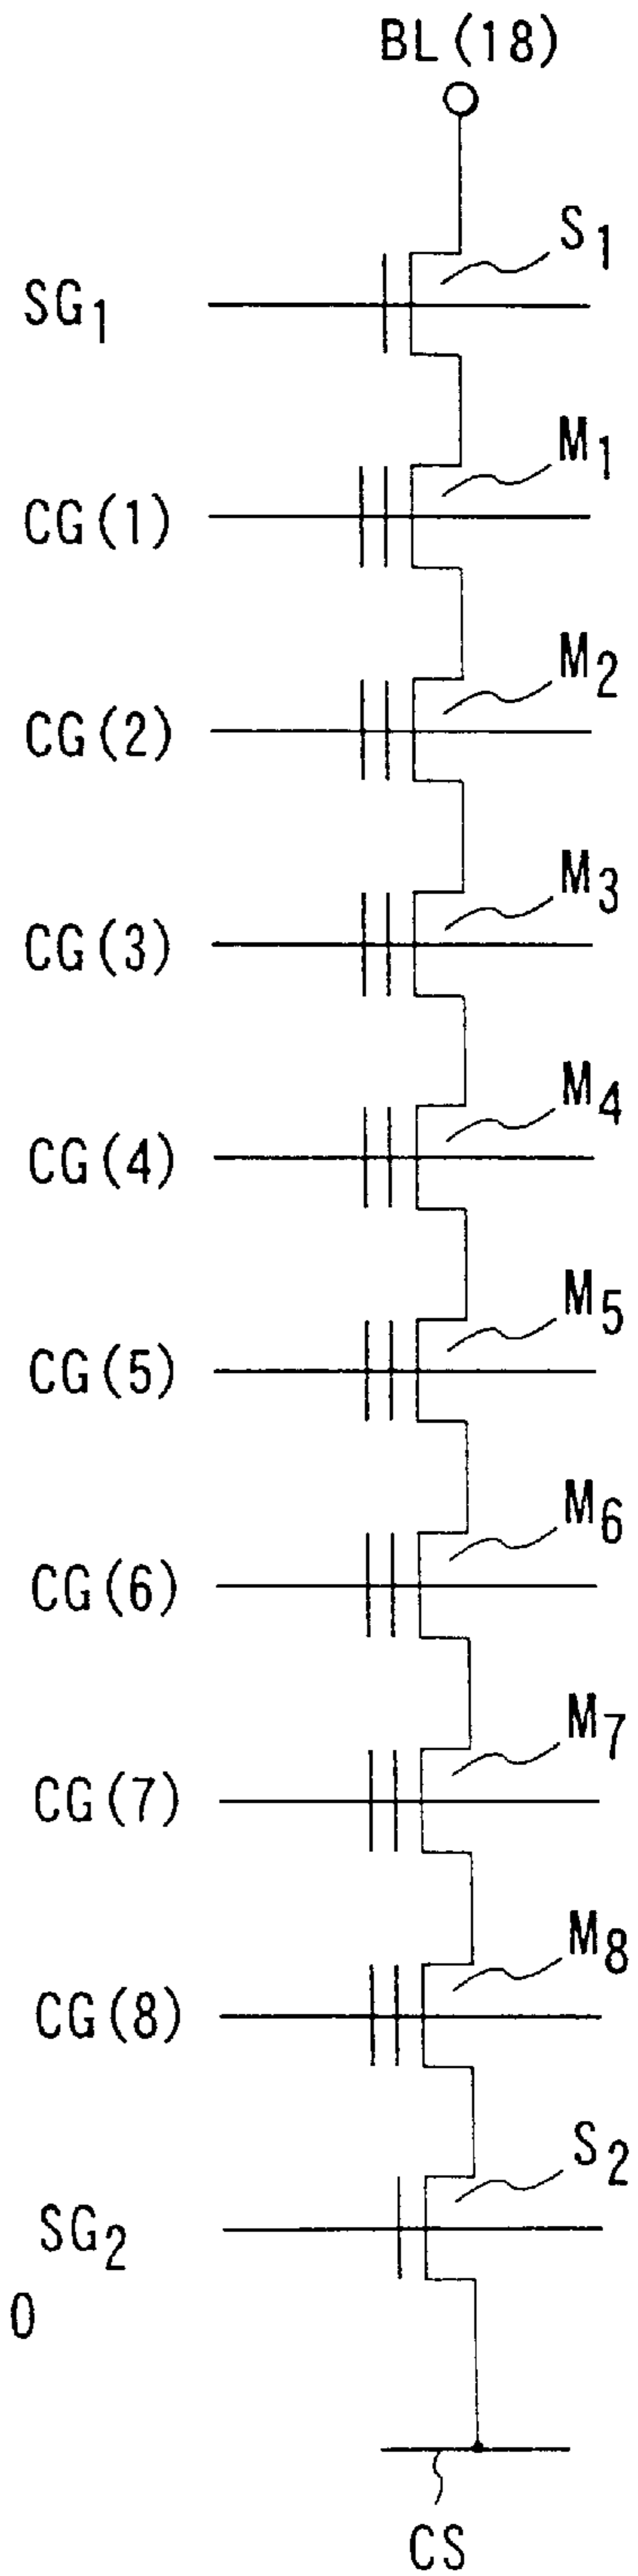 BL(18)
S1
SG1
M1
CG(1)
M2
CG(2)
M3
CG(3)
M4
CG(4)
M5
CG(5)
M6
CG(6)
M7
CG(7)
M8
CG(8)
S2
SG2
0
CS